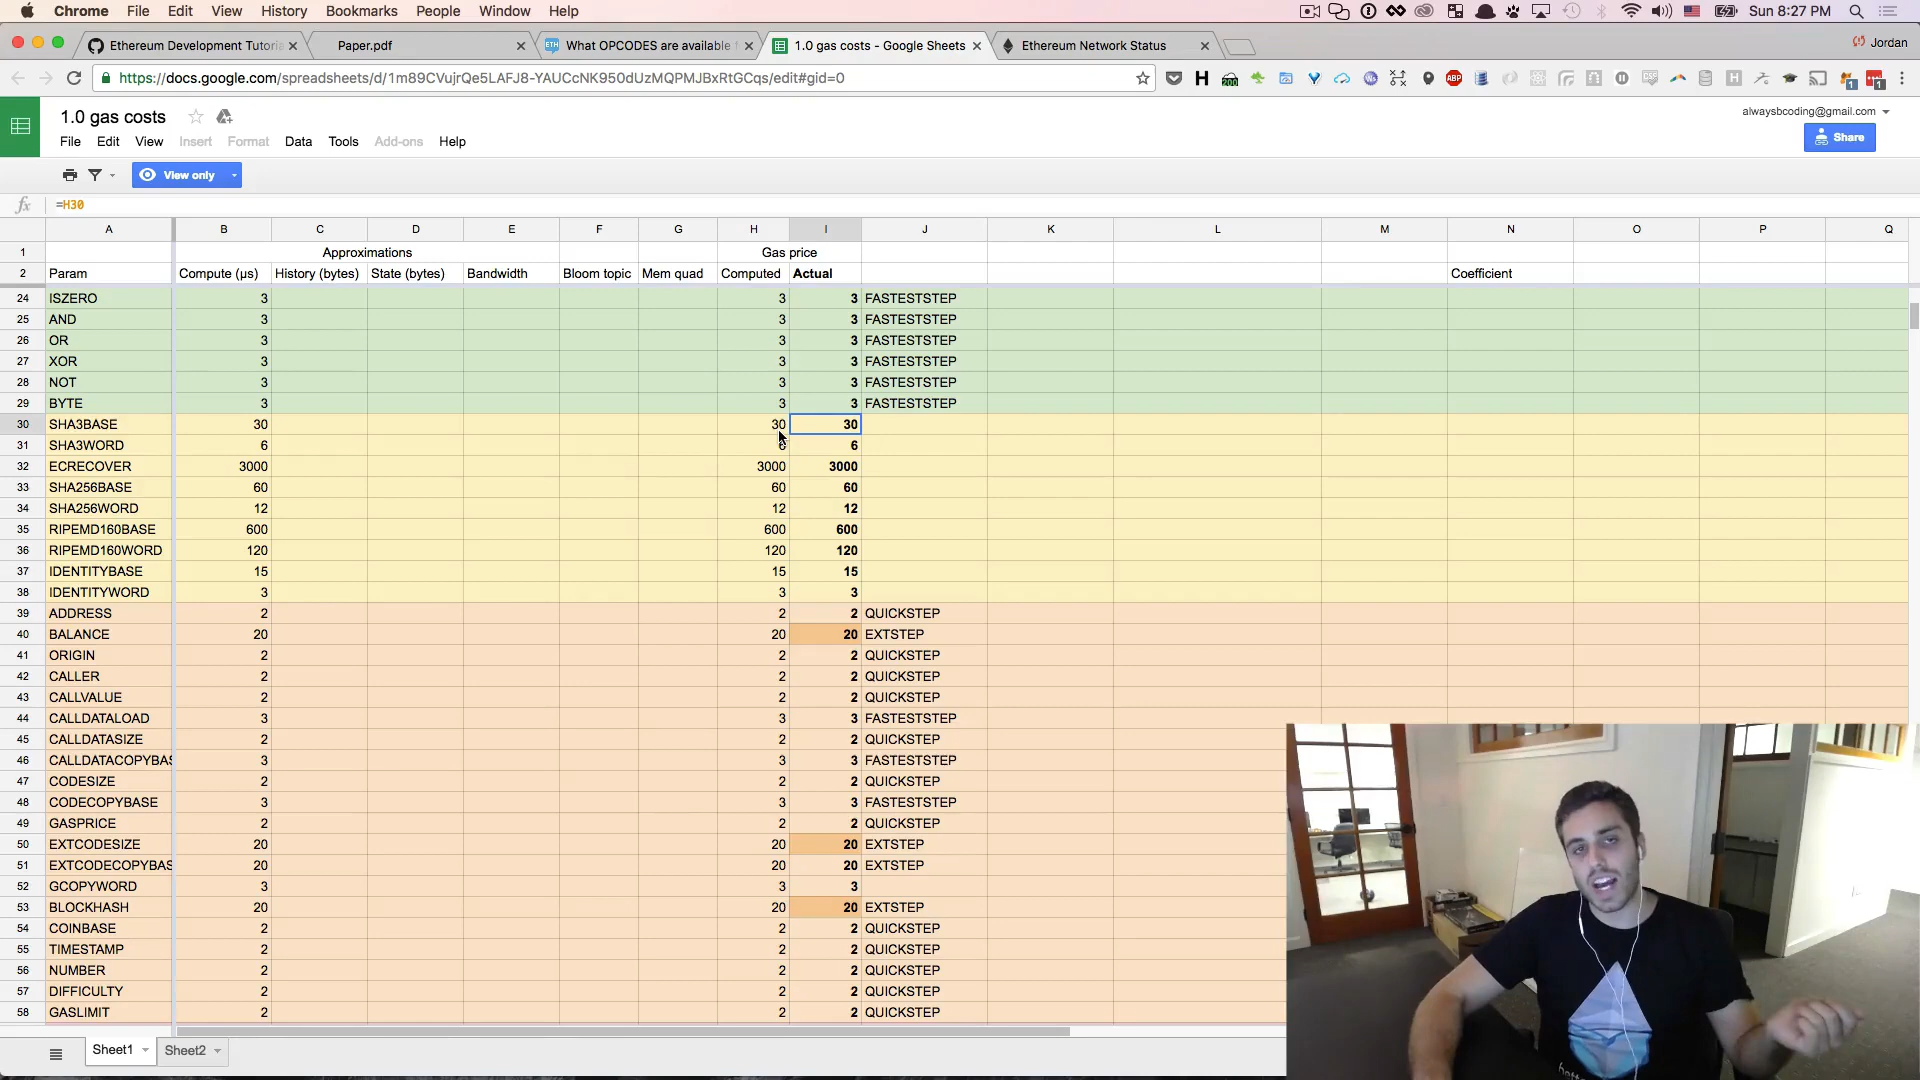 Chrome File Edit View History Bookmarks People Window Help Sun 8:27 PM
Ethereum Development Tutoria Paper.pdf What OPCODES are available 1.0 gas costs - Google Sheets Ethereum Network Status Jordan
https://docs.google.com/spreadsheets/d/1m89CVujrQe5LAFJ8-YAUCcNK950dUzMQPMJBxRtGCqs/edit#gid=0
1.0 gas costs alwaysbcoding@gmail.com
File Edit View Insert Format Data Tools Add-ons Help Share
View only
fx =H30
A B C D E F G H I J K L M N O P Q
1 Approximations Gas price
2 Param Compute (µs) History (bytes) State (bytes) Bandwidth Bloom topic Mem quad Computed Actual Coefficient
24 ISZERO 3 3 3 FASTESTSTEP
25 AND 3 3 3 FASTESTSTEP
26 OR 3 3 3 FASTESTSTEP
27 XOR 3 3 3 FASTESTSTEP
28 NOT 3 3 3 FASTESTSTEP
29 BYTE 3 3 3 FASTESTSTEP
30 SHA3BASE 30 30 30
31 SHA3WORD 6 6
32 ECRECOVER 3000 3000 3000
33 SHA256BASE 60 60 60
34 SHA256WORD 12 12 12
35 RIPEMD160BASE 600 600 600
36 RIPEMD160WORD 120 120 120
37 IDENTITYBASE 15 15 15
38 IDENTITYWORD 3 3 3
39 ADDRESS 2 2 2 QUICKSTEP
40 BALANCE 20 20 20 EXTSTEP
41 ORIGIN 2 2 2 QUICKSTEP
42 CALLER 2 2 2 QUICKSTEP
43 CALLVALUE 2 2 2 QUICKSTEP
44 CALLDATALOAD 3 3 3 FASTESTSTEP
45 CALLDATASIZE 2 2 2 QUICKSTEP
46 CALLDATACOPYBAS 3 3 3 FASTESTSTEP
47 CODESIZE 2 2 2 QUICKSTEP
48 CODECOPYBASE 3 3 3 FASTESTSTEP
49 GASPRICE 2 2 2 QUICKSTEP
50 EXTCODESIZE 20 20 20 EXTSTEP
51 EXTCODECOPYBAS 20 20 20 EXTSTEP
52 GCOPYWORD 3 3 3
53 BLOCKHASH 20 20 20 EXTSTEP
54 COINBASE 2 2 2 QUICKSTEP
55 TIMESTAMP 2 2 2 QUICKSTEP
56 NUMBER 2 2 2 QUICKSTEP
57 DIFFICULTY 2 2 2 QUICKSTEP
58 GASLIMIT 2 2 2 QUICKSTEP
Sheet1 Sheet2